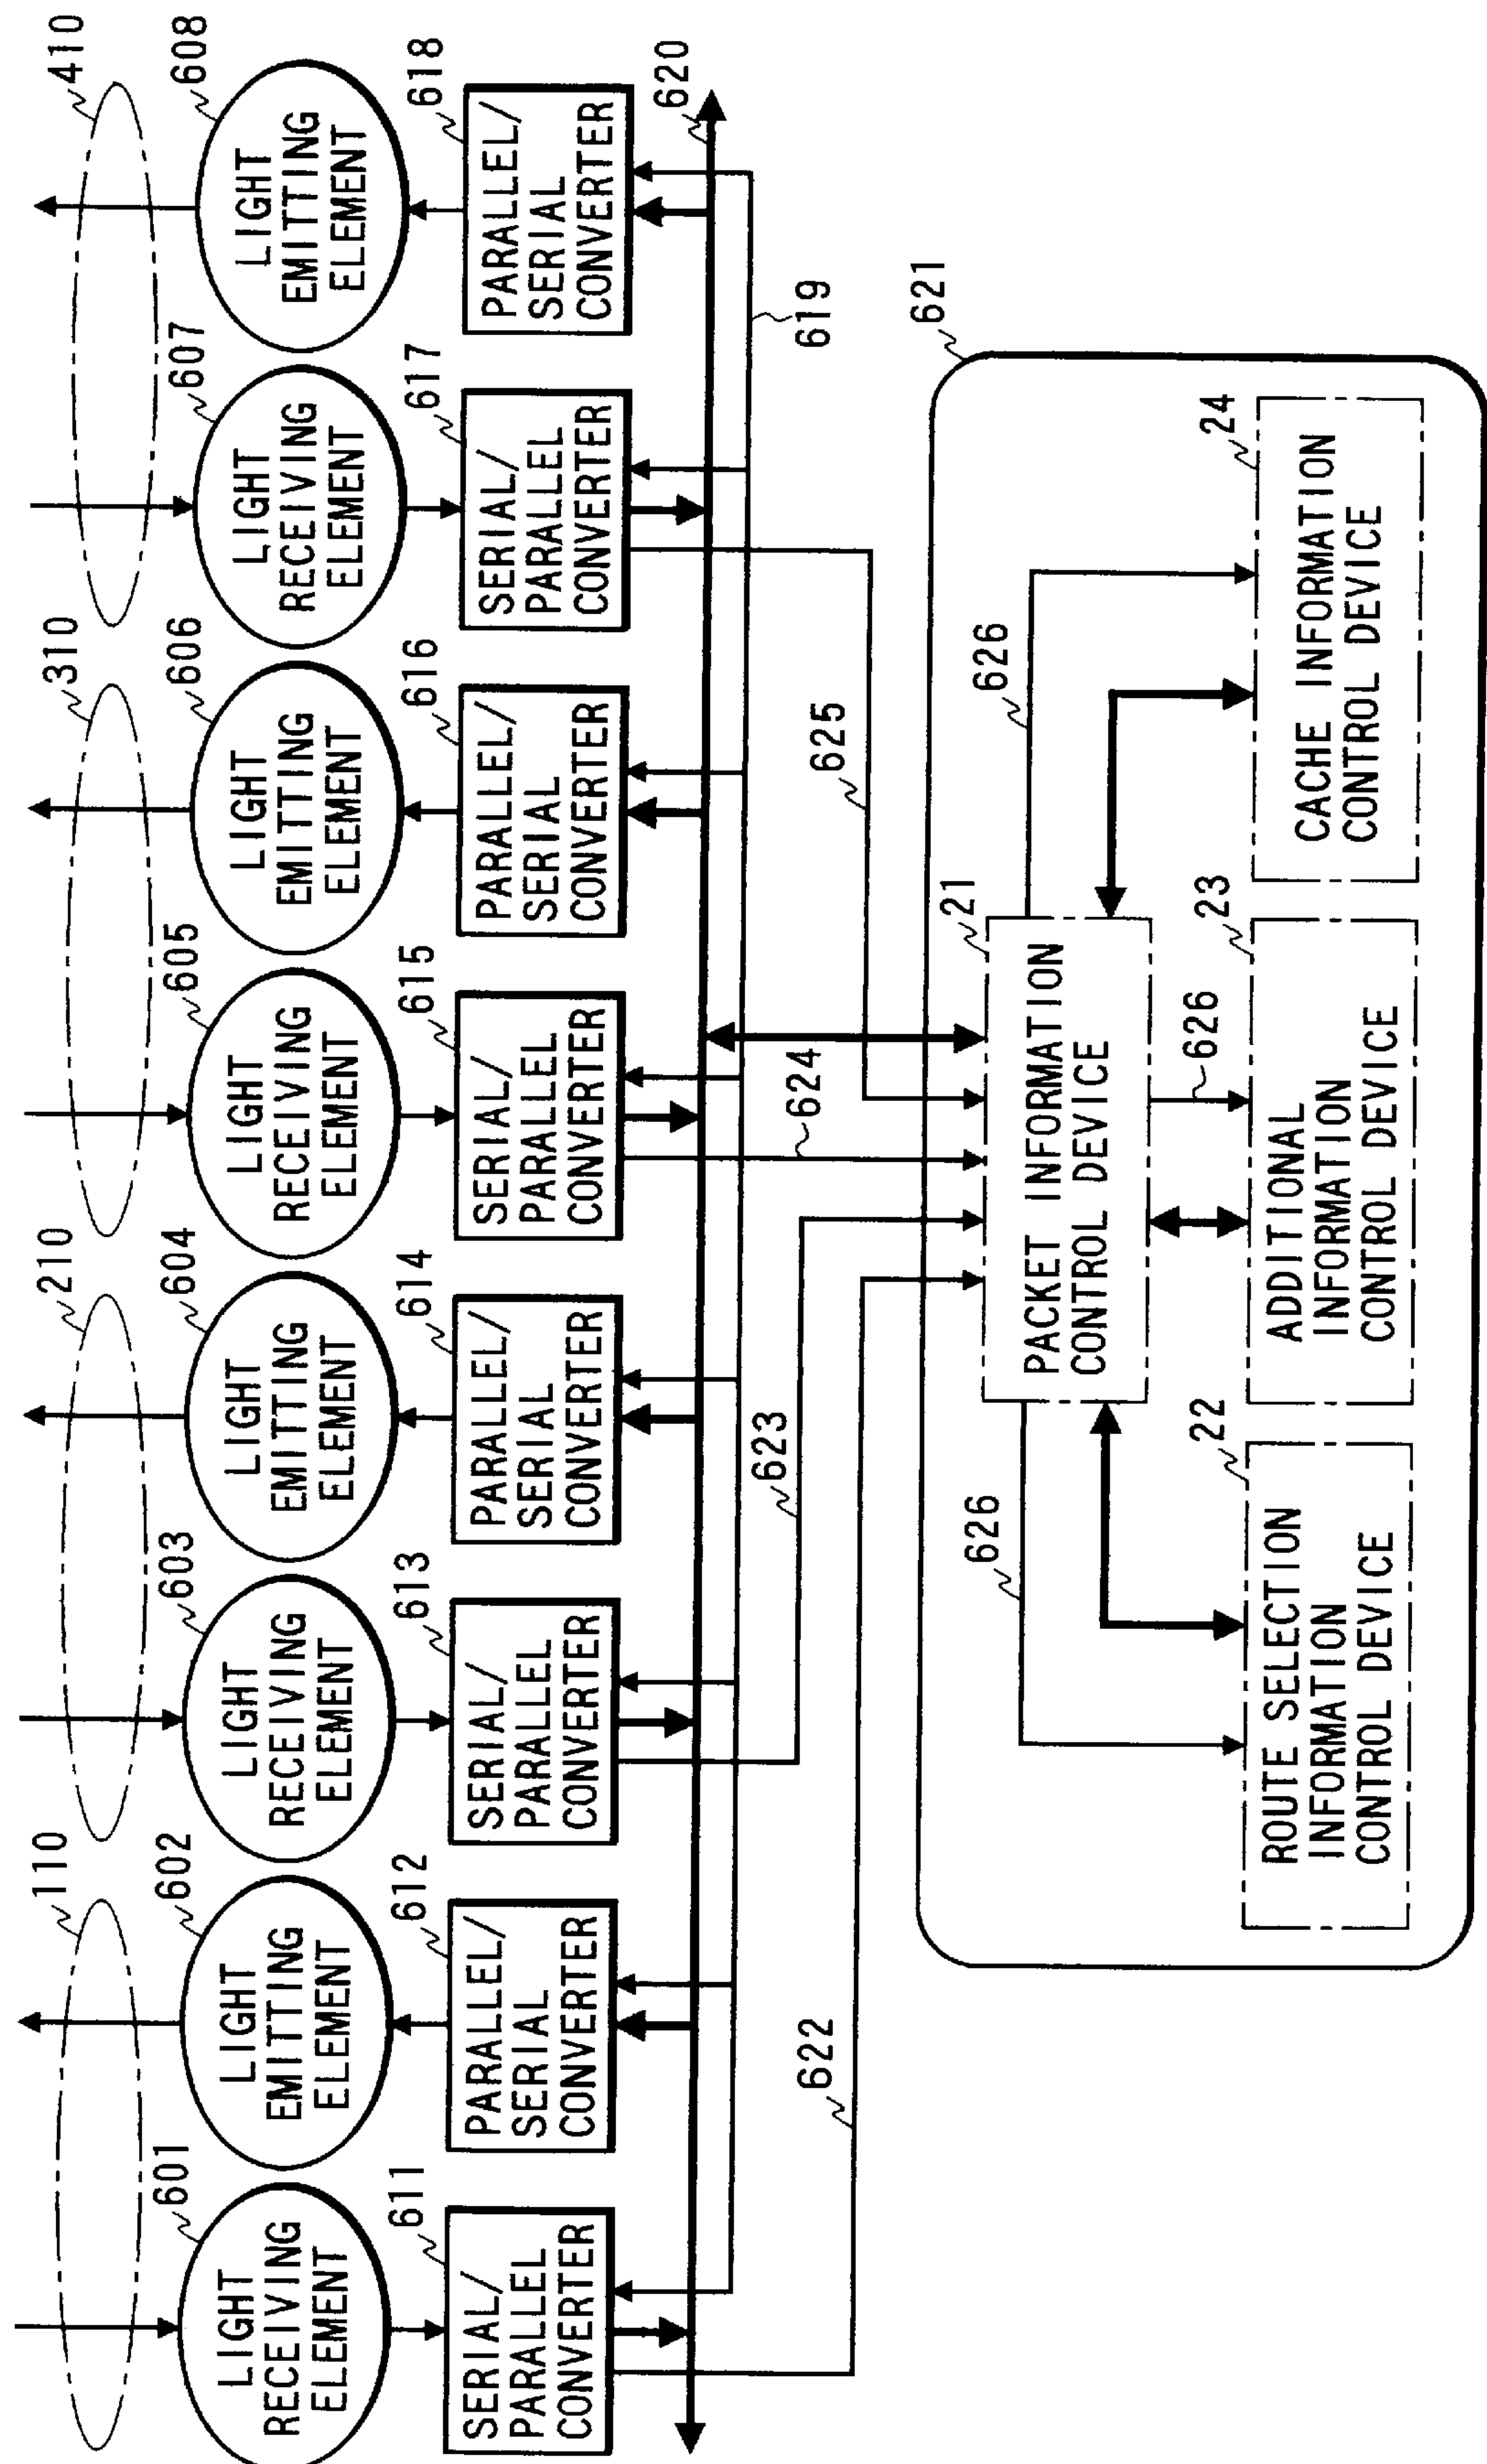 110
210
310
410
601
602
603
604
605
606
607
608
LIGHT
RECEIVING
ELEMENT
LIGHT
EMITTING
ELEMENT
LIGHT
RECEIVING
ELEMENT
LIGHT
EMITTING
ELEMENT
LIGHT
RECEIVING
ELEMENT
LIGHT
EMITTING
ELEMENT
LIGHT
RECEIVING
ELEMENT
LIGHT
EMITTING
ELEMENT
611
612
613
614
615
616
617
618
SERIAL/
PARALLEL
CONVERTER
PARALLEL/
SERIAL
CONVERTER
SERIAL/
PARALLEL
CONVERTER
PARALLEL/
SERIAL
CONVERTER
SERIAL/
PARALLEL
CONVERTER
PARALLEL/
SERIAL
CONVERTER
SERIAL/
PARALLEL
CONVERTER
PARALLEL/
SERIAL
CONVERTER
620
619
622
623
624
625
621
21
PACKET INFORMATION
CONTROL DEVICE
626
626
626
22
ROUTE SELECTION
INFORMATION
CONTROL DEVICE
23
ADDITIONAL
INFORMATION
CONTROL DEVICE
24
CACHE INFORMATION
CONTROL DEVICE